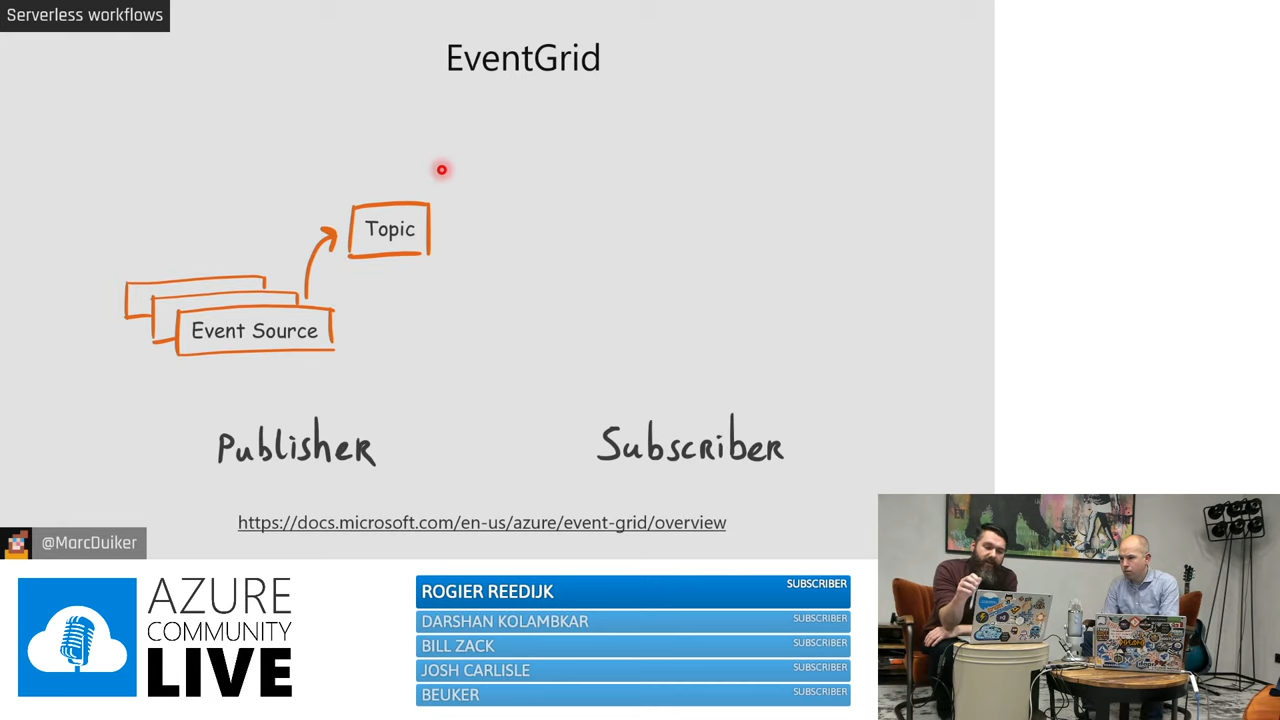 Serverless workflows
EventGrid
Topic
Event Source
Publisher
Subscriber
https://docs.microsoft.com/en-us/azure/event-grid/overview
@MarcDuiker
AZURE
COMMUNITY
LIVE
ROGIER REEDIJK SUBSCRIBER
DARSHAN KOLAMBKAR SUBSCRIBER
BILL ZACK SUBSCRIBER
JOSH CARLISLE SUBSCRIBER
BEUKER SUBSCRIBER